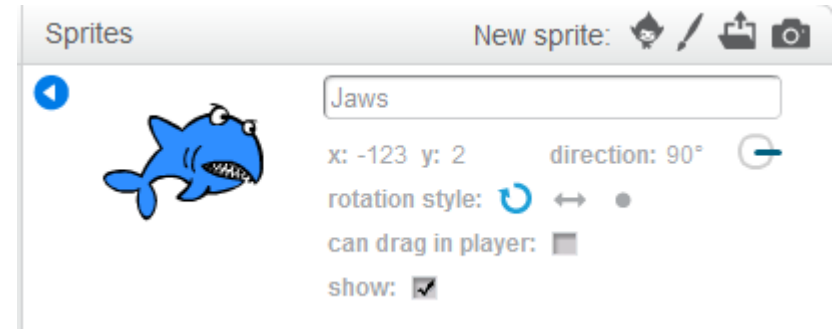 Sprites New sprite:
Jaws
x: -123 y: 2 direction: 90°
rotation style:
can drag in player:
show: